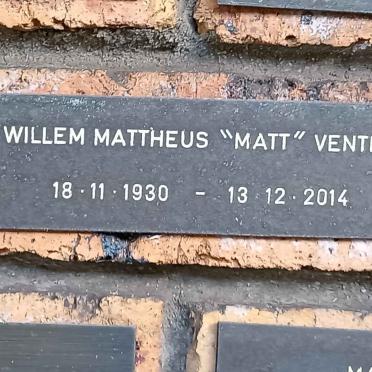 WILLEM MATTHEUS "MATT"
18·11·1930 - 13·12·2014